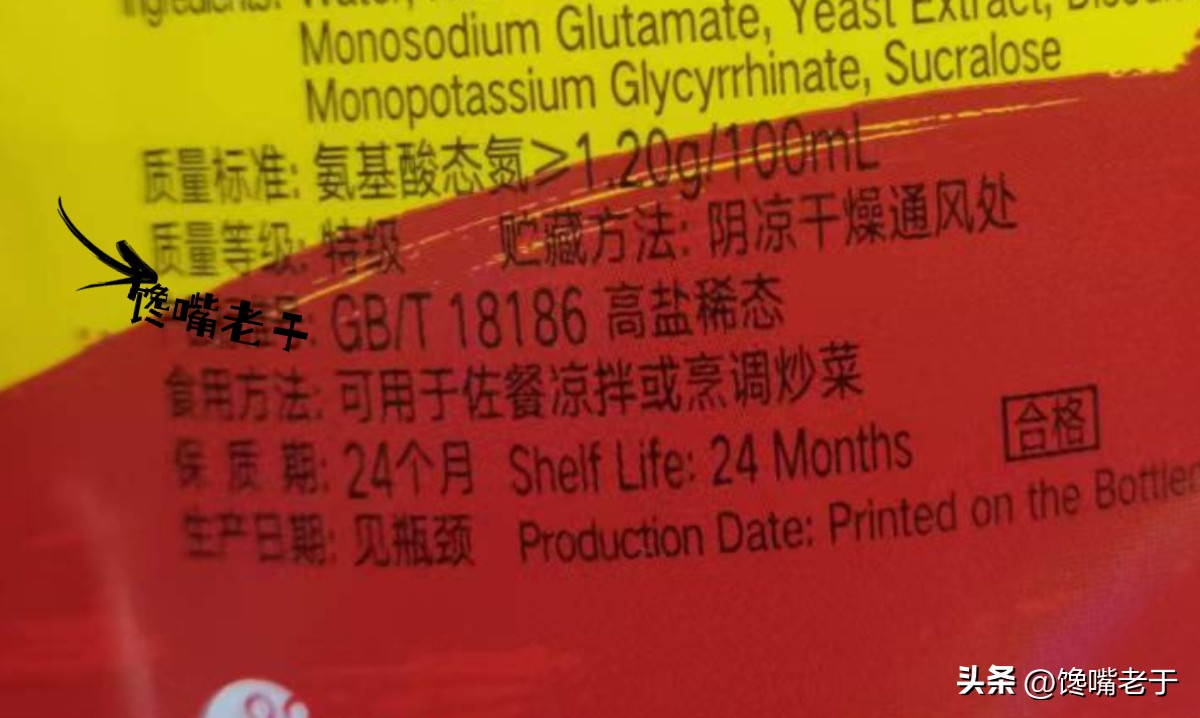 Ingredients: Water,
Monosodium Glutamate, Yeast Extract,
Monopotassium Glycyrrhinate, Sucralose
质量标准: 氨基酸态氮≥1.20g/100mL
质量等级: 特级 贮藏方法: 阴凉干燥通风处
馋嘴老于
GB/T 18186 高盐稀态
食用方法: 可用于佐餐凉拌或烹调炒菜
保质期: 24个月 Shelf Life: 24 Months
合格
生产日期: 见瓶颈 Production Date: Printed on the Bottle
头条 @馋嘴老于